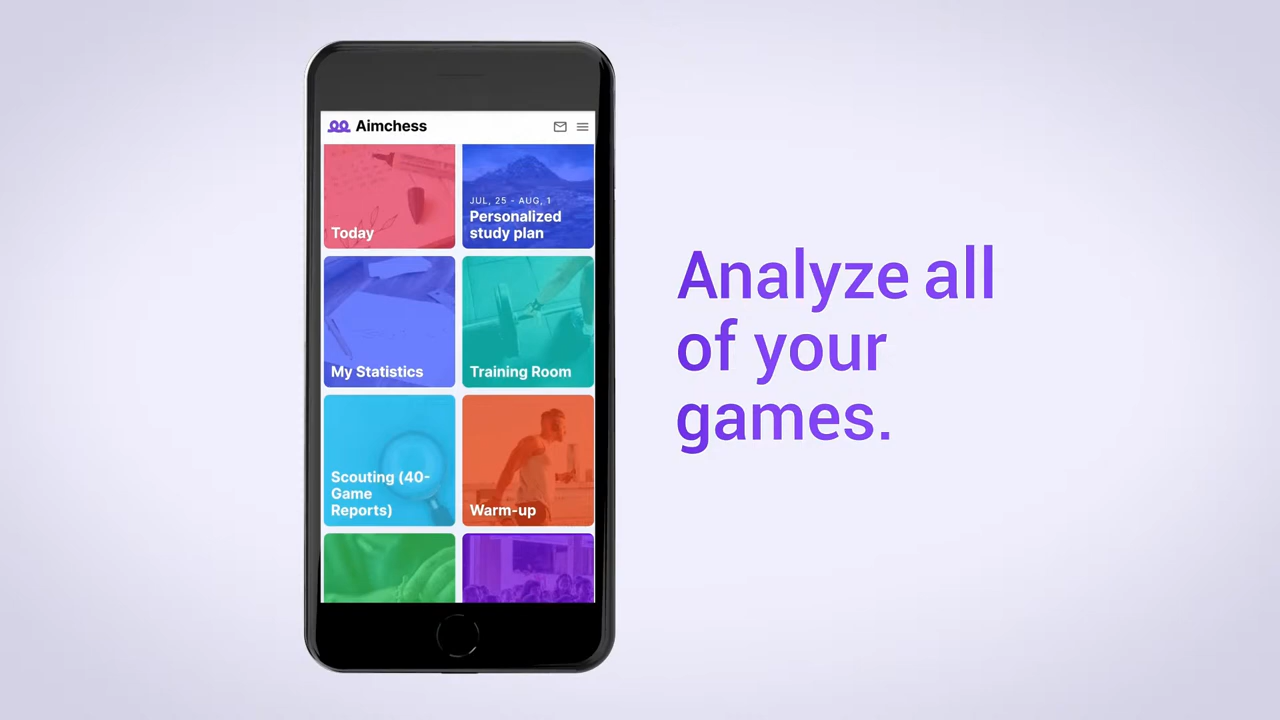 Aimchess
Today
JUL, 25 - AUG, 1
Personalized
study plan
My Statistics
Training Room
Scouting (40-
Game
Reports)
Warm-up
Analyze all
of your
games.